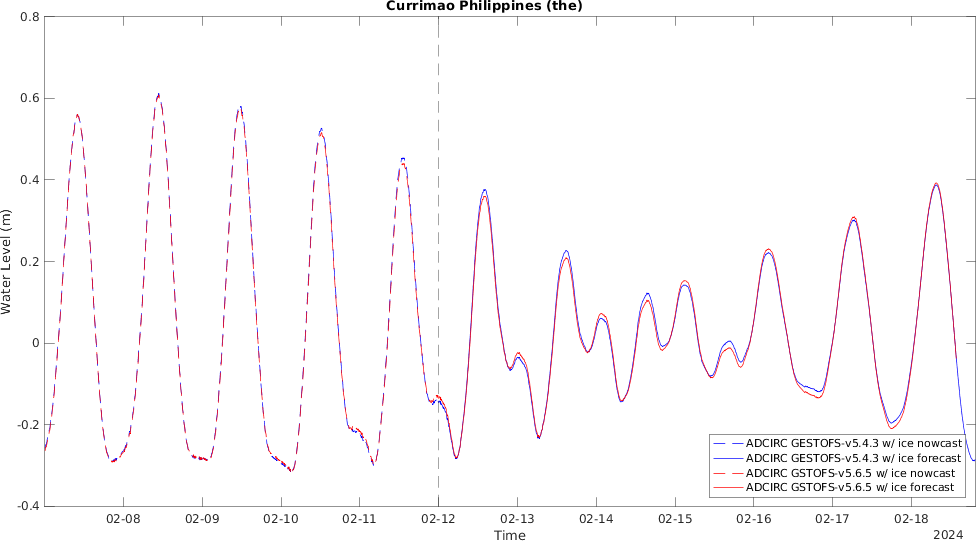 Currimao Philippines (the)
0.8
0.6
0.4
0.2
0
-0.2
-0.4
Water Level (m)
02-08 02-09 02-10 02-11 02-12 02-13 02-14 02-15 02-16 02-17 02-18
Time
2024
ADCIRC GESTOFS-v5.4.3 w/ ice nowcast
ADCIRC GESTOFS-v5.4.3 w/ ice forecast
ADCIRC GSTOFS-v5.6.5 w/ ice nowcast
ADCIRC GSTOFS-v5.6.5 w/ ice forecast